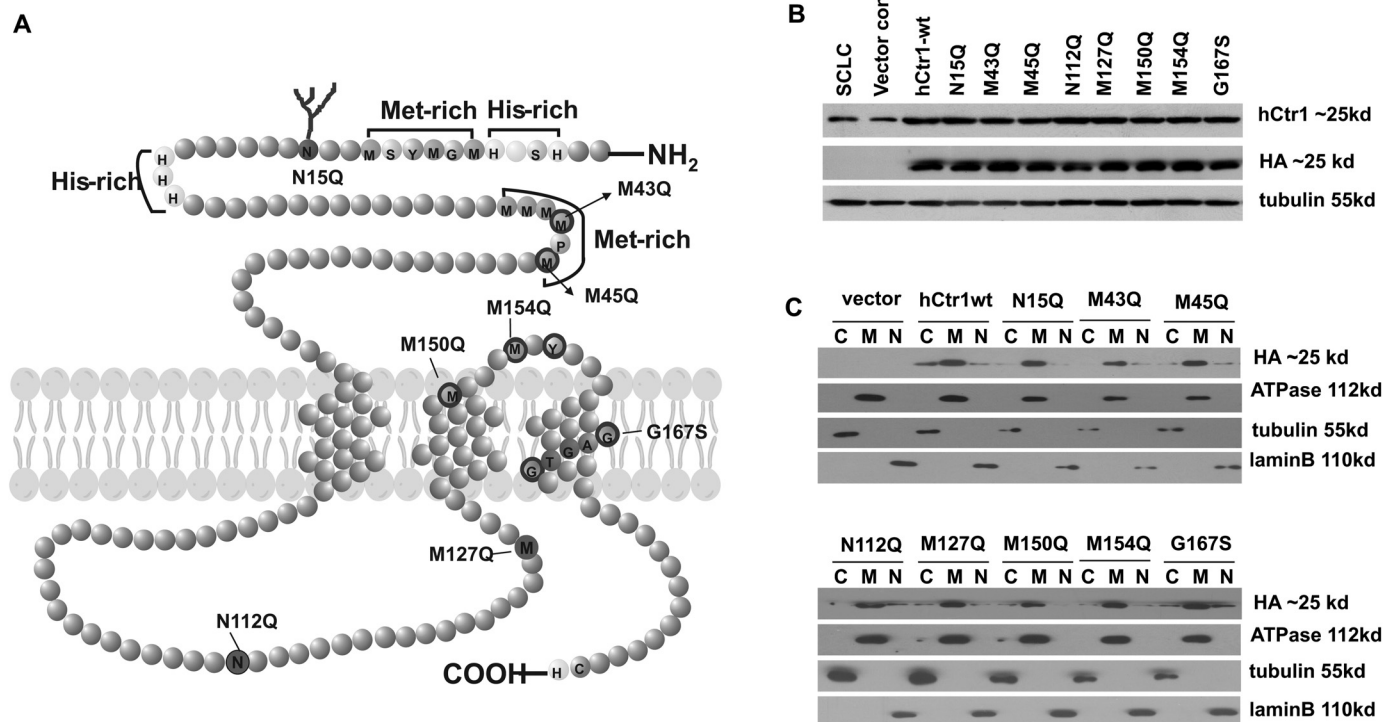 A
Met-rich His-rich
N M S Y M G M H S H NH2
N15Q
H
H
H
His-rich
M43Q
M M M M
P
M
Met-rich
M45Q
M154Q
M Y
M150Q
M
G167S
G T G A G
M127Q M
N112Q
N
COOH H C
B
SCLC
Vector con
hCtr1-wt
N15Q
M43Q
M45Q
N112Q
M127Q
M150Q
M154Q
G167S
hCtr1 ~25kd
HA ~25 kd
tubulin 55kd
C
vector hCtr1wt N15Q M43Q M45Q
C M N C M N C M N C M N C M N
HA ~25 kd
ATPase 112kd
tubulin 55kd
laminB 110kd
N112Q M127Q M150Q M154Q G167S
C M N C M N C M N C M N C M N
HA ~25 kd
ATPase 112kd
tubulin 55kd
laminB 110kd